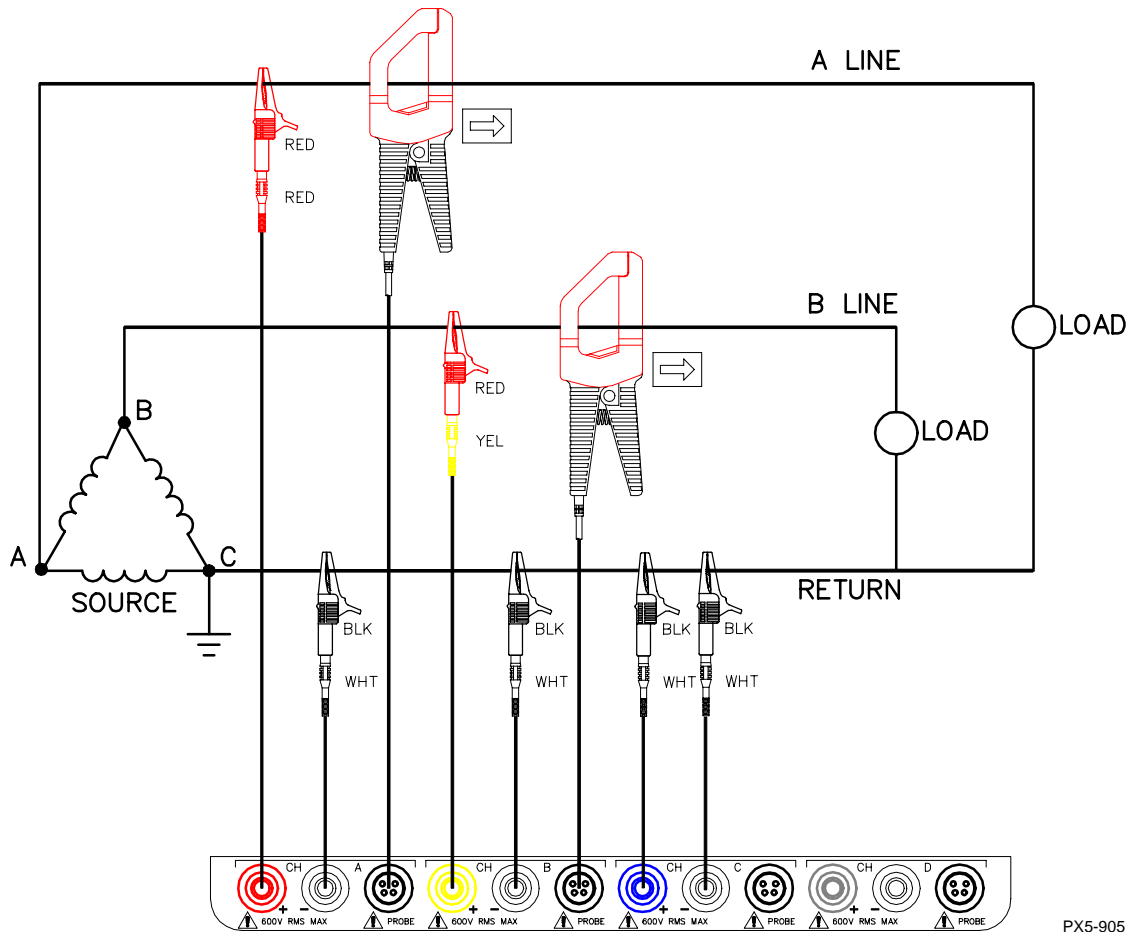 A LINE
RED
RED
B LINE
LOAD
RED
YEL
B
LOAD
A
C
SOURCE
RETURN
BLK
BLK
BLK
BLK
WHT
WHT
WHT
WHT
CH A CH B CH C CH D
+ − + − + − + −
600V RMS MAX PROBE 600V RMS MAX PROBE 600V RMS MAX PROBE 600V RMS MAX PROBE
PX5-905